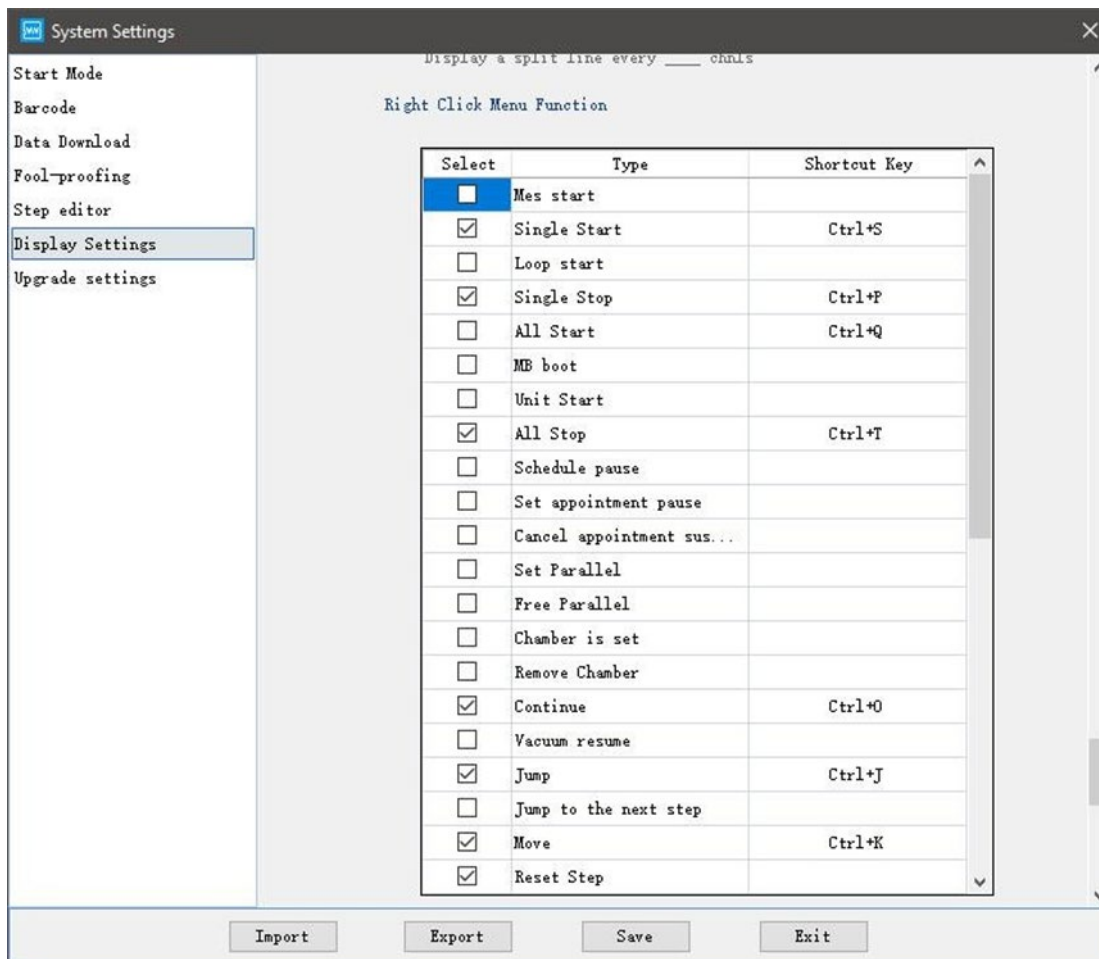 System Settings
Start Mode
Barcode
Data Download
Fool-proofing
Step editor
Display Settings
Upgrade settings
Display a split line every ____ chnls
Right Click Menu Function
Select Type Shortcut Key
Mes start
Single Start Ctrl+S
Loop start
Single Stop Ctrl+P
All Start Ctrl+Q
MB boot
Unit Start
All Stop Ctrl+T
Schedule pause
Set appointment pause
Cancel appointment sus...
Set Parallel
Free Parallel
Chamber is set
Remove Chamber
Continue Ctrl+O
Vacuum resume
Jump Ctrl+J
Jump to the next step
Move Ctrl+K
Reset Step
Import Export Save Exit